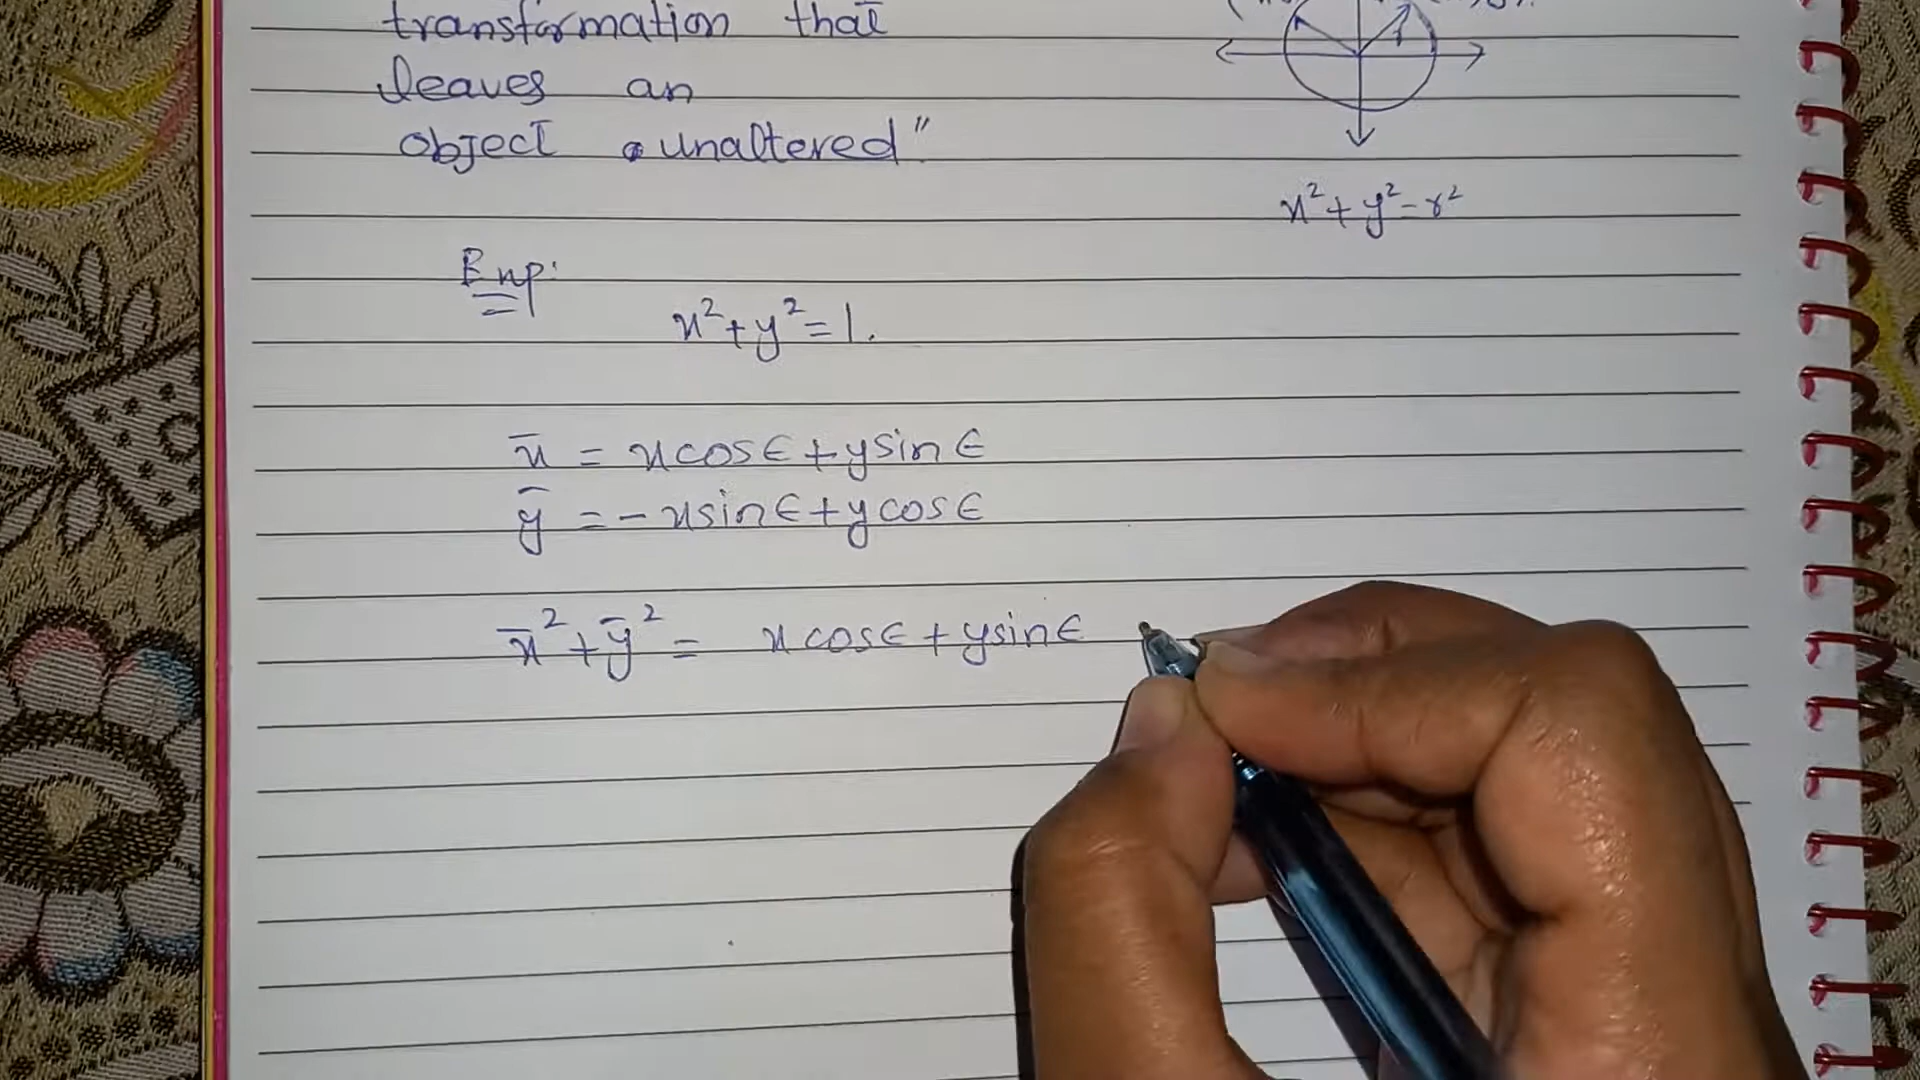 transformation that
leaves an
object unaltered"
x² + y² = r²
Exp:
x² + y² = 1.
x̄ = x cos ϵ + y sin ϵ
ȳ = - x sin ϵ + y cos ϵ
x̄² + ȳ² = x cos ϵ + y sin ϵ